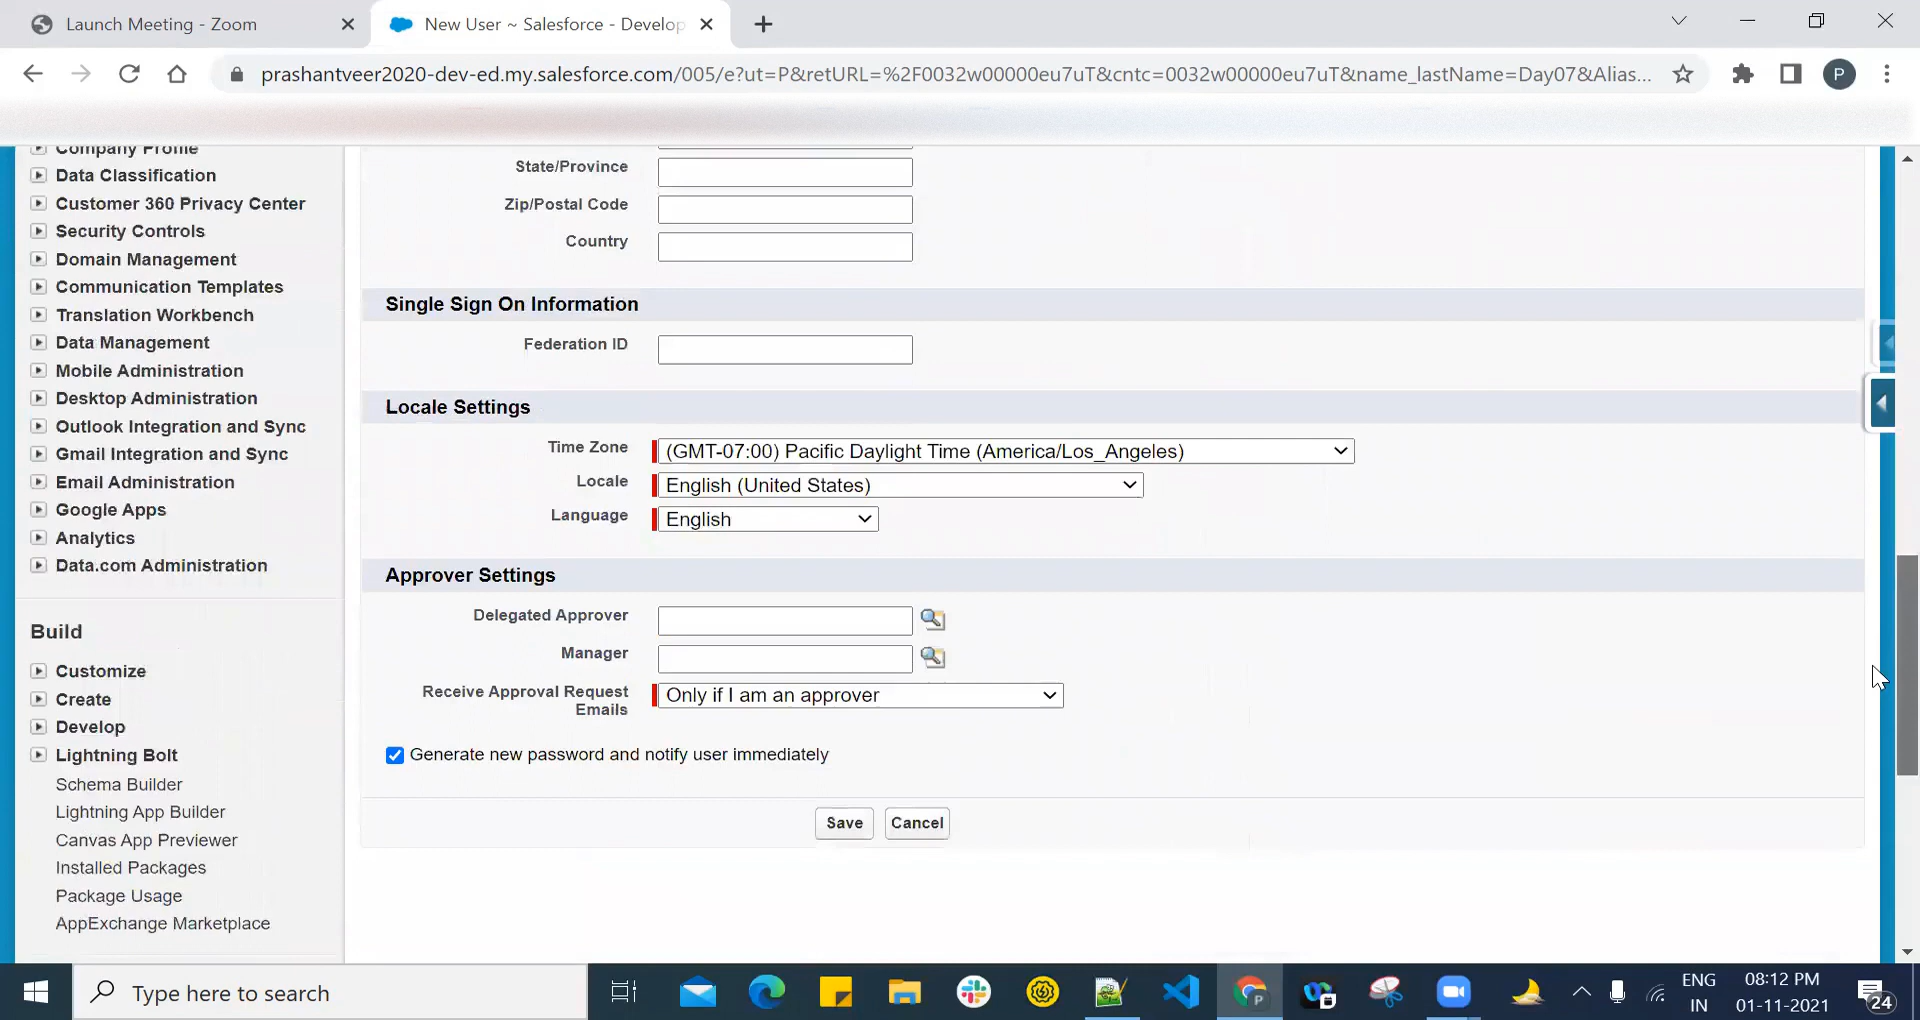 Launch Meeting - Zoom
New User ~ Salesforce - Develop
prashantveer2020-dev-ed.my.salesforce.com/005/e?ut=P&retURL=%2F0032w00000eu7uT&cntc=0032w00000eu7uT&name_lastName=Day07&Alias...
P
Company Profile
Data Classification
Customer 360 Privacy Center
Security Controls
Domain Management
Communication Templates
Translation Workbench
Data Management
Mobile Administration
Desktop Administration
Outlook Integration and Sync
Gmail Integration and Sync
Email Administration
Google Apps
Analytics
Data.com Administration
Build
Customize
Create
Develop
Lightning Bolt
Schema Builder
Lightning App Builder
Canvas App Previewer
Installed Packages
Package Usage
AppExchange Marketplace
State/Province
Zip/Postal Code
Country
Single Sign On Information
Federation ID
Locale Settings
Time Zone (GMT-07:00) Pacific Daylight Time (America/Los_Angeles)
Locale English (United States)
Language English
Approver Settings
Delegated Approver
Manager
Receive Approval Request
Emails
Only if I am an approver
Generate new password and notify user immediately
Save Cancel
Type here to search
P
ENG
IN
08:12 PM
01-11-2021
24